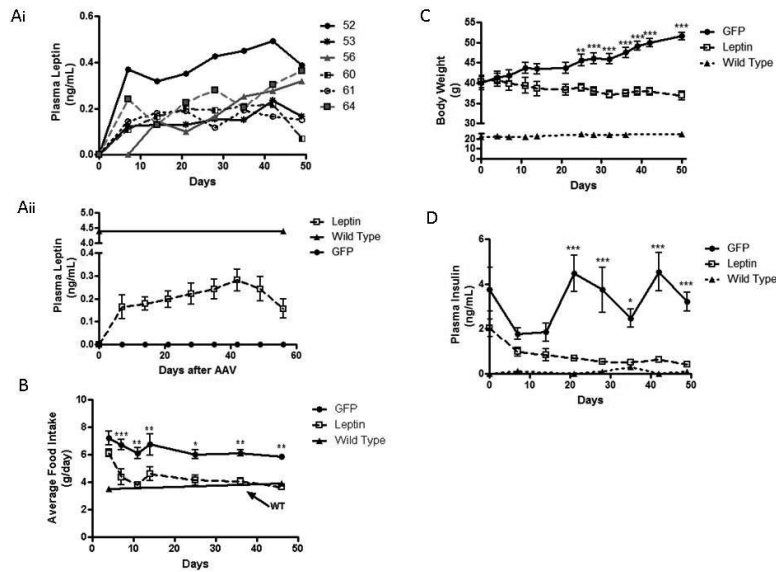 Ai
Plasma Leptin
(ng/mL)
0.6
0.4
0.2
0.0
0 10 20 30 40 50
Days
52
53
56
60
61
64
Aii
Plasma Leptin
(ng/mL)
5.0
4.5
4.0
0.4
0.3
0.2
0.1
0.0
0 20 40 60
Days after AAV
Leptin
Wild Type
GFP
B
Average Food Intake
(g/day)
10
8
6
4
2
0
0 10 20 30 40 50
Days
*** ** ** * ** **
WT
GFP
Leptin
Wild Type
C
Body Weight
(g)
55
50
45
40
35
30
20
10
0
0 10 20 30 40 50
Days
** *** *** *** *** *** ***
GFP
Leptin
Wild Type
D
Plasma Insulin
(ng/mL)
6
4
2
0
0 10 20 30 40 50
Days
*** *** * *** ***
GFP
Leptin
Wild Type